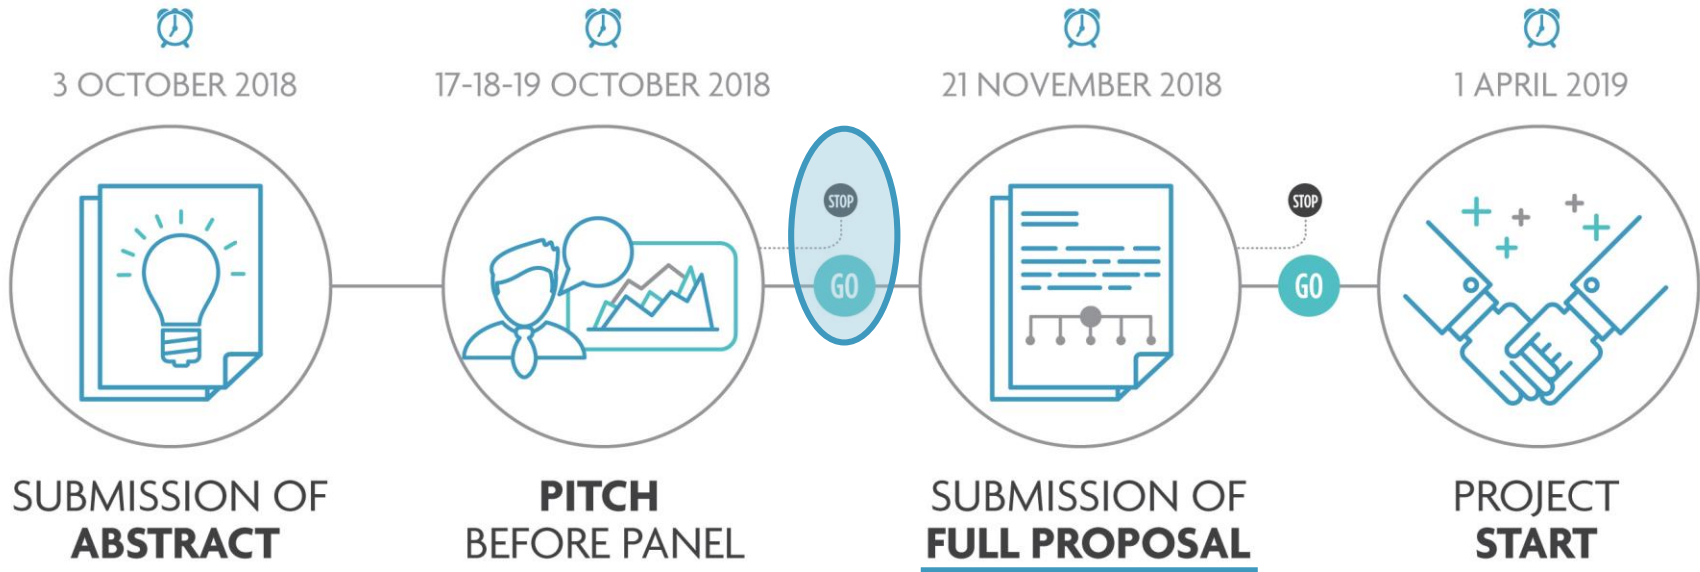 3 OCTOBER 2018
17-18-19 OCTOBER 2018
21 NOVEMBER 2018
1 APRIL 2019
STOP
GO
STOP
GO
SUBMISSION OF
ABSTRACT
PITCH
BEFORE PANEL
SUBMISSION OF
FULL PROPOSAL
PROJECT
START